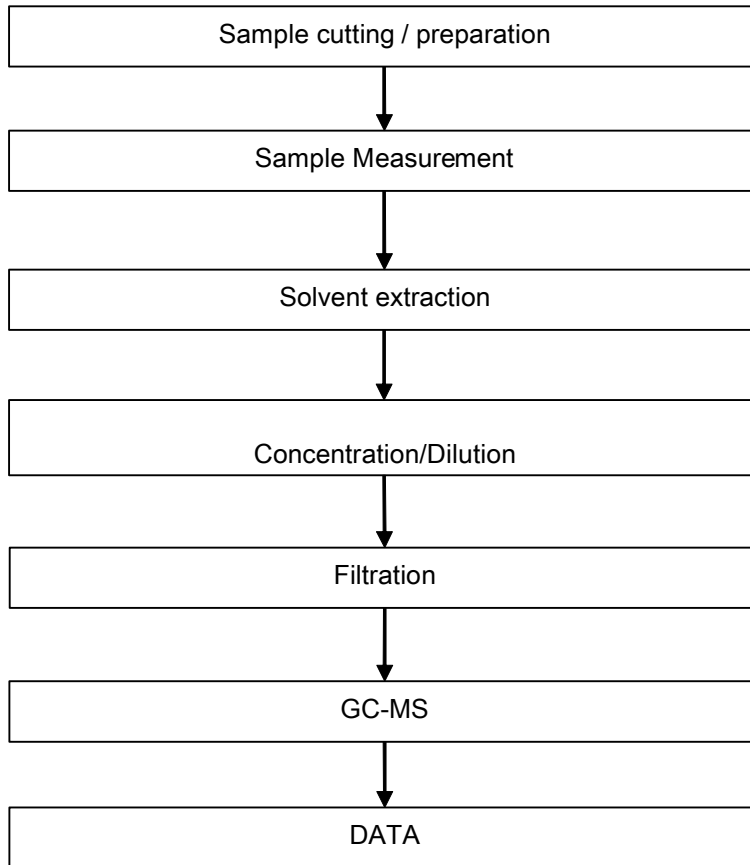 Sample cutting / preparation
Sample Measurement
Solvent extraction
Concentration/Dilution
Filtration
GC-MS
DATA